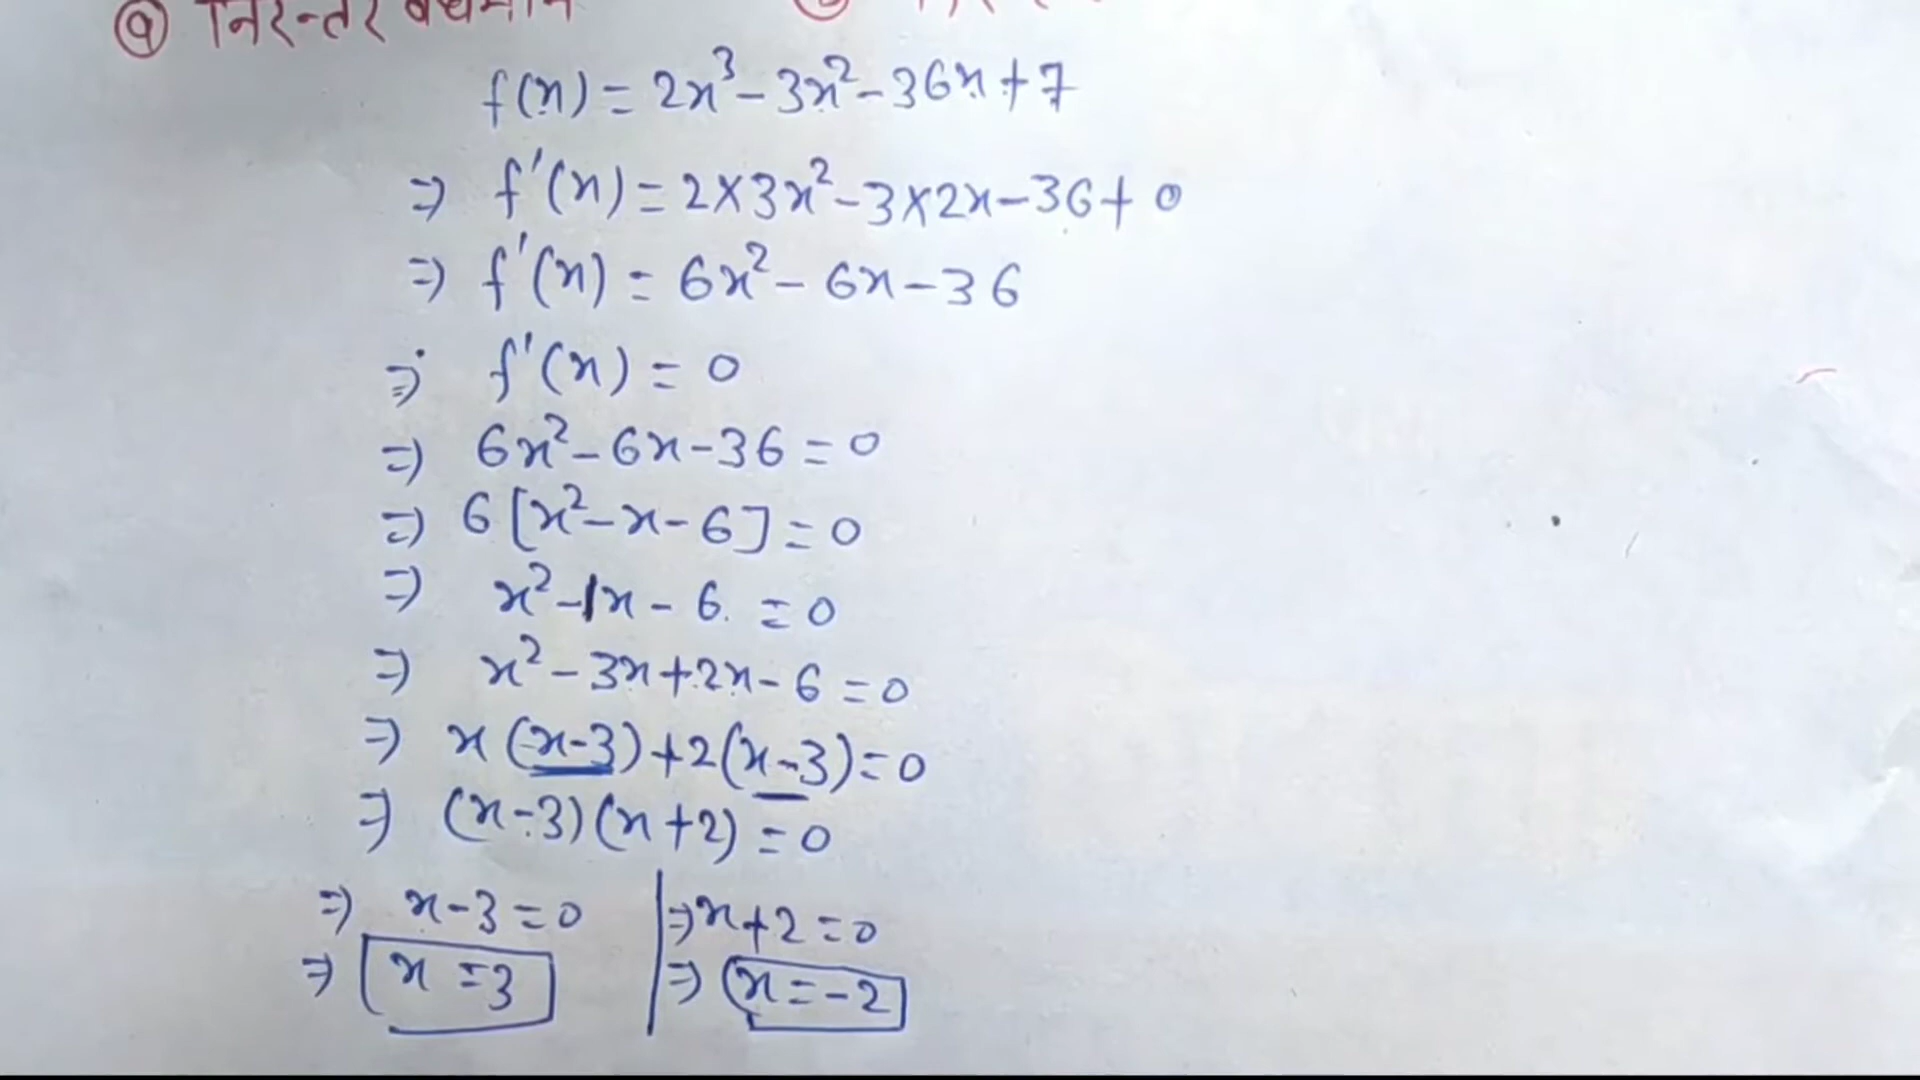 (a) निरन्तर वर्धमान
f(x) = 2x³ - 3x² - 36x + 7
⇒ f'(x) = 2×3x² - 3×2x - 36 + 0
⇒ f'(x) = 6x² - 6x - 36
⇒ f'(x) = 0
⇒ 6x² - 6x - 36 = 0
⇒ 6[x² - x - 6] = 0
⇒ x² - 1x - 6 = 0
⇒ x² - 3x + 2x - 6 = 0
⇒ x(x-3) + 2(x-3) = 0
⇒ (x-3)(x+2) = 0
⇒ x - 3 = 0 | ⇒ x + 2 = 0
⇒ x = 3 | ⇒ x = -2